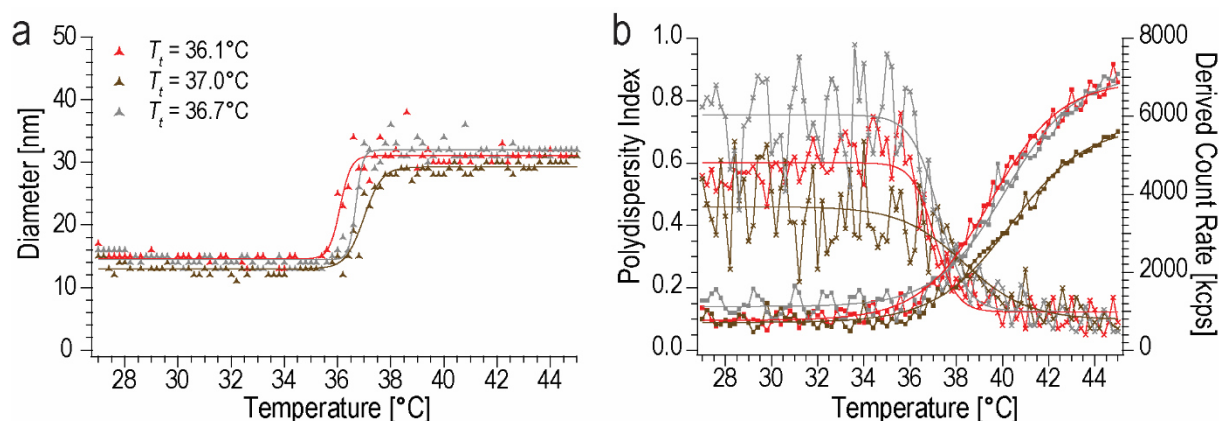 a
50
40
30
20
10
0
Diameter [nm]
T_t = 36.1°C
T_t = 37.0°C
T_t = 36.7°C
28 30 32 34 36 38 40 42 44
Temperature [°C]
b
1.0
0.8
0.6
0.4
0.2
0.0
Polydispersity Index
8000
6000
4000
2000
0
Derived Count Rate [kcps]
28 30 32 34 36 38 40 42 44
Temperature [°C]